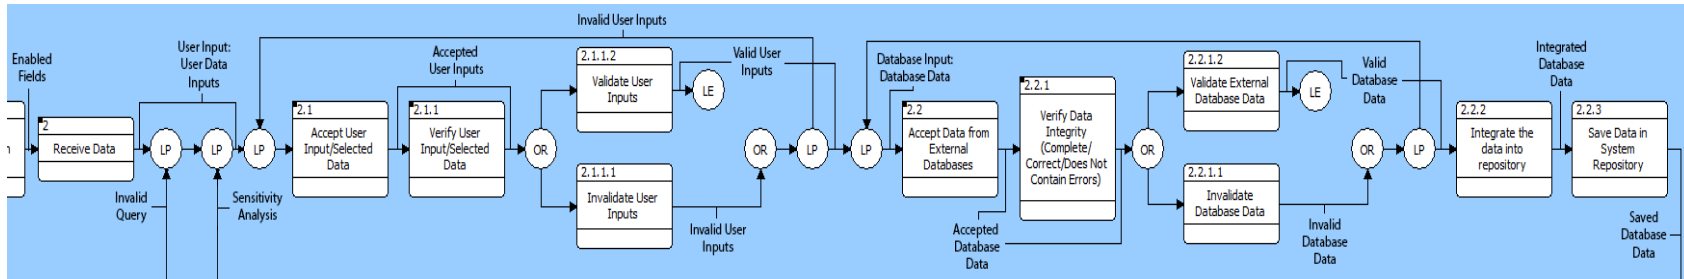 Enabled
Fields
n
2
Receive Data
User Input:
User Data
Inputs
LP
LP
LP
Invalid
Query
Sensitivity
Analysis
Invalid User Inputs
2.1
Accept User
Input/Selected
Data
Accepted
User Inputs
2.1.1
Verify User
Input/Selected
Data
OR
2.1.1.2
Validate User
Inputs
LE
Valid User
Inputs
2.1.1.1
Invalidate User
Inputs
Invalid User
Inputs
OR
LP
LP
Database Input:
Database Data
2.2
Accept Data from
External
Databases
Accepted
Database
Data
2.2.1
Verify Data
Integrity
(Complete/
Correct/Does Not
Contain Errors)
OR
2.2.1.2
Validate External
Database Data
LE
Valid
Database
Data
2.2.1.1
Invalidate
Database Data
Invalid
Database
Data
OR
LP
2.2.2
Integrate the
data into
repository
Integrated
Database
Data
2.2.3
Save Data in
System
Repository
Saved
Database
Data